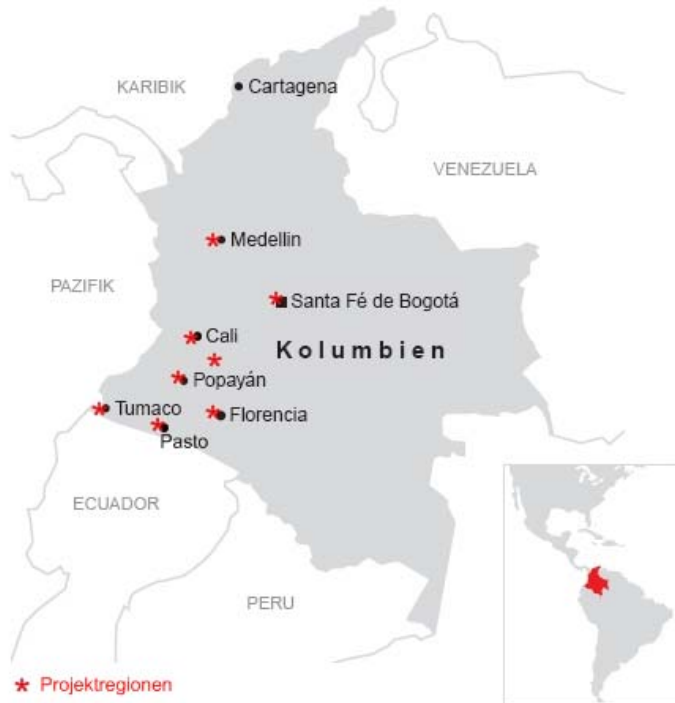 Cartagena
KARIBIK
VENEZUELA
Medellin
PAZIFIK
Santa Fé de Bogotá
Cali
Kolumbien
Popayán
Tumaco
Florencia
Pasto
ECUADOR
PERU
* Projektregionen